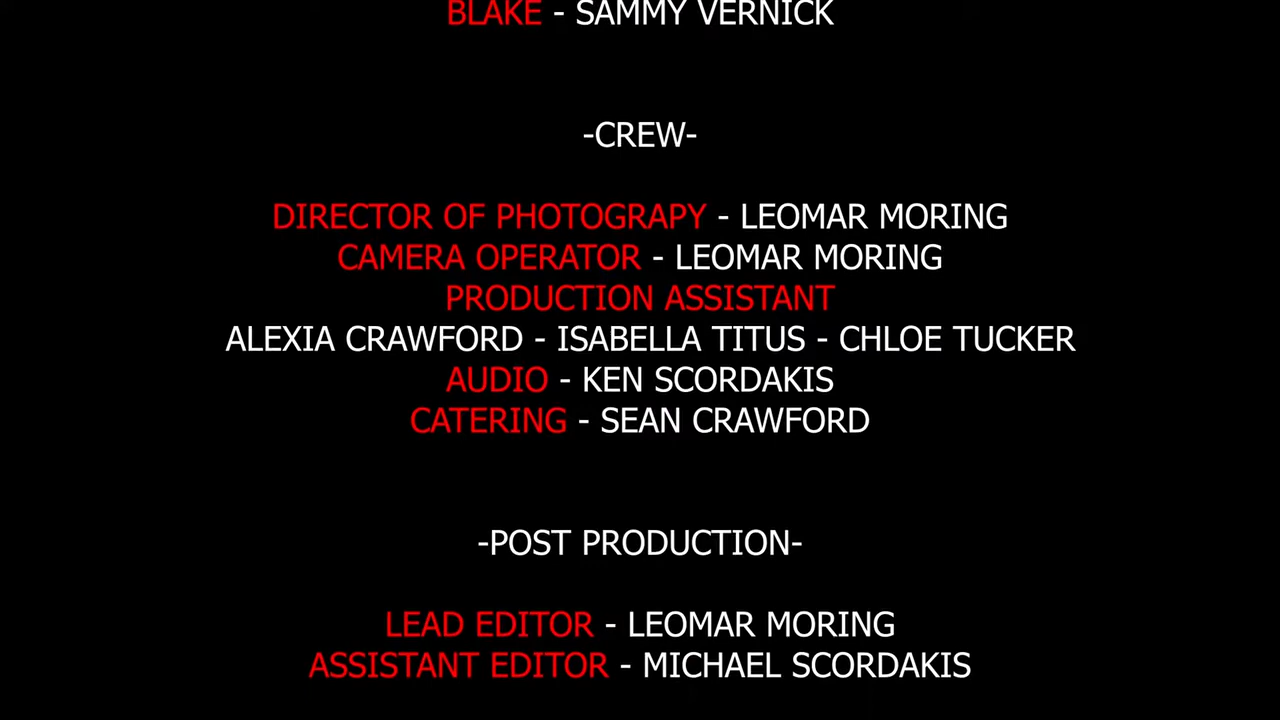 BLAKE - SAMMY VERNICK
-CREW-
DIRECTOR OF PHOTOGRAPY - LEOMAR MORING
CAMERA OPERATOR - LEOMAR MORING
PRODUCTION ASSISTANT
ALEXIA CRAWFORD - ISABELLA TITUS - CHLOE TUCKER
AUDIO - KEN SCORDAKIS
CATERING - SEAN CRAWFORD
-POST PRODUCTION-
LEAD EDITOR - LEOMAR MORING
ASSISTANT EDITOR - MICHAEL SCORDAKIS